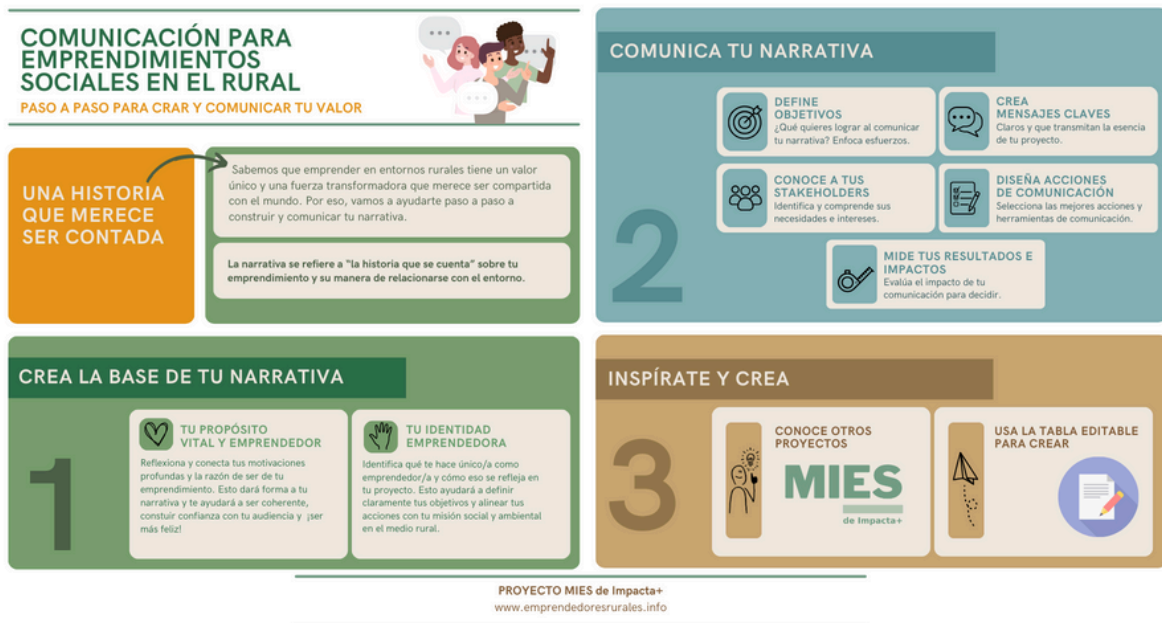 COMUNICACIÓN PARA
EMPRENDIMIENTOS
SOCIALES EN EL RURAL
PASO A PASO PARA CRAR Y COMUNICAR TU VALOR
UNA HISTORIA
QUE MERECE
SER CONTADA
Sabemos que emprender en entornos rurales tiene un valor
único y una fuerza transformadora que merece ser compartida
con el mundo. Por eso, vamos a ayudarte paso a paso a
construir y comunicar tu narrativa.
La narrativa se refiere a "la historia que se cuenta" sobre tu
emprendimiento y su manera de relacionarse con el entorno.
CREA LA BASE DE TU NARRATIVA
1
TU PROPÓSITO
VITAL Y EMPRENDEDOR
Reflexiona y conecta tus motivaciones
profundas y la razón de ser de tu
emprendimiento. Esto dará forma a tu
narrativa y te ayudará a ser coherente,
constuir confianza con tu audiencia y ¡ser
más feliz!
TU IDENTIDAD
EMPRENDEDORA
Identifica qué te hace único/a como
emprendedor/a y cómo eso se refleja en
tu proyecto. Esto ayudará a definir
claramente tus objetivos y alinear tus
acciones con tu misión social y ambiental
en el medio rural.
COMUNICA TU NARRATIVA
2
DEFINE
OBJETIVOS
¿Qué quieres lograr al comunicar
tu narrativa? Enfoca esfuerzos.
CREA
MENSAJES CLAVES
Claros y que transmitan la esencia
de tu proyecto.
CONOCE A TUS
STAKEHOLDERS
Identifica y comprende sus
necesidades e intereses.
DISEÑA ACCIONES
DE COMUNICACIÓN
Selecciona las mejores acciones y
herramientas de comunicación.
MIDE TUS RESULTADOS E
IMPACTOS
Evalúa el impacto de tu
comunicación para decidir.
INSPÍRATE Y CREA
3
CONOCE OTROS
PROYECTOS
MIES
de Impacta+
USA LA TABLA EDITABLE
PARA CREAR
PROYECTO MIES de Impacta+
www.emprendedoresrurales.info